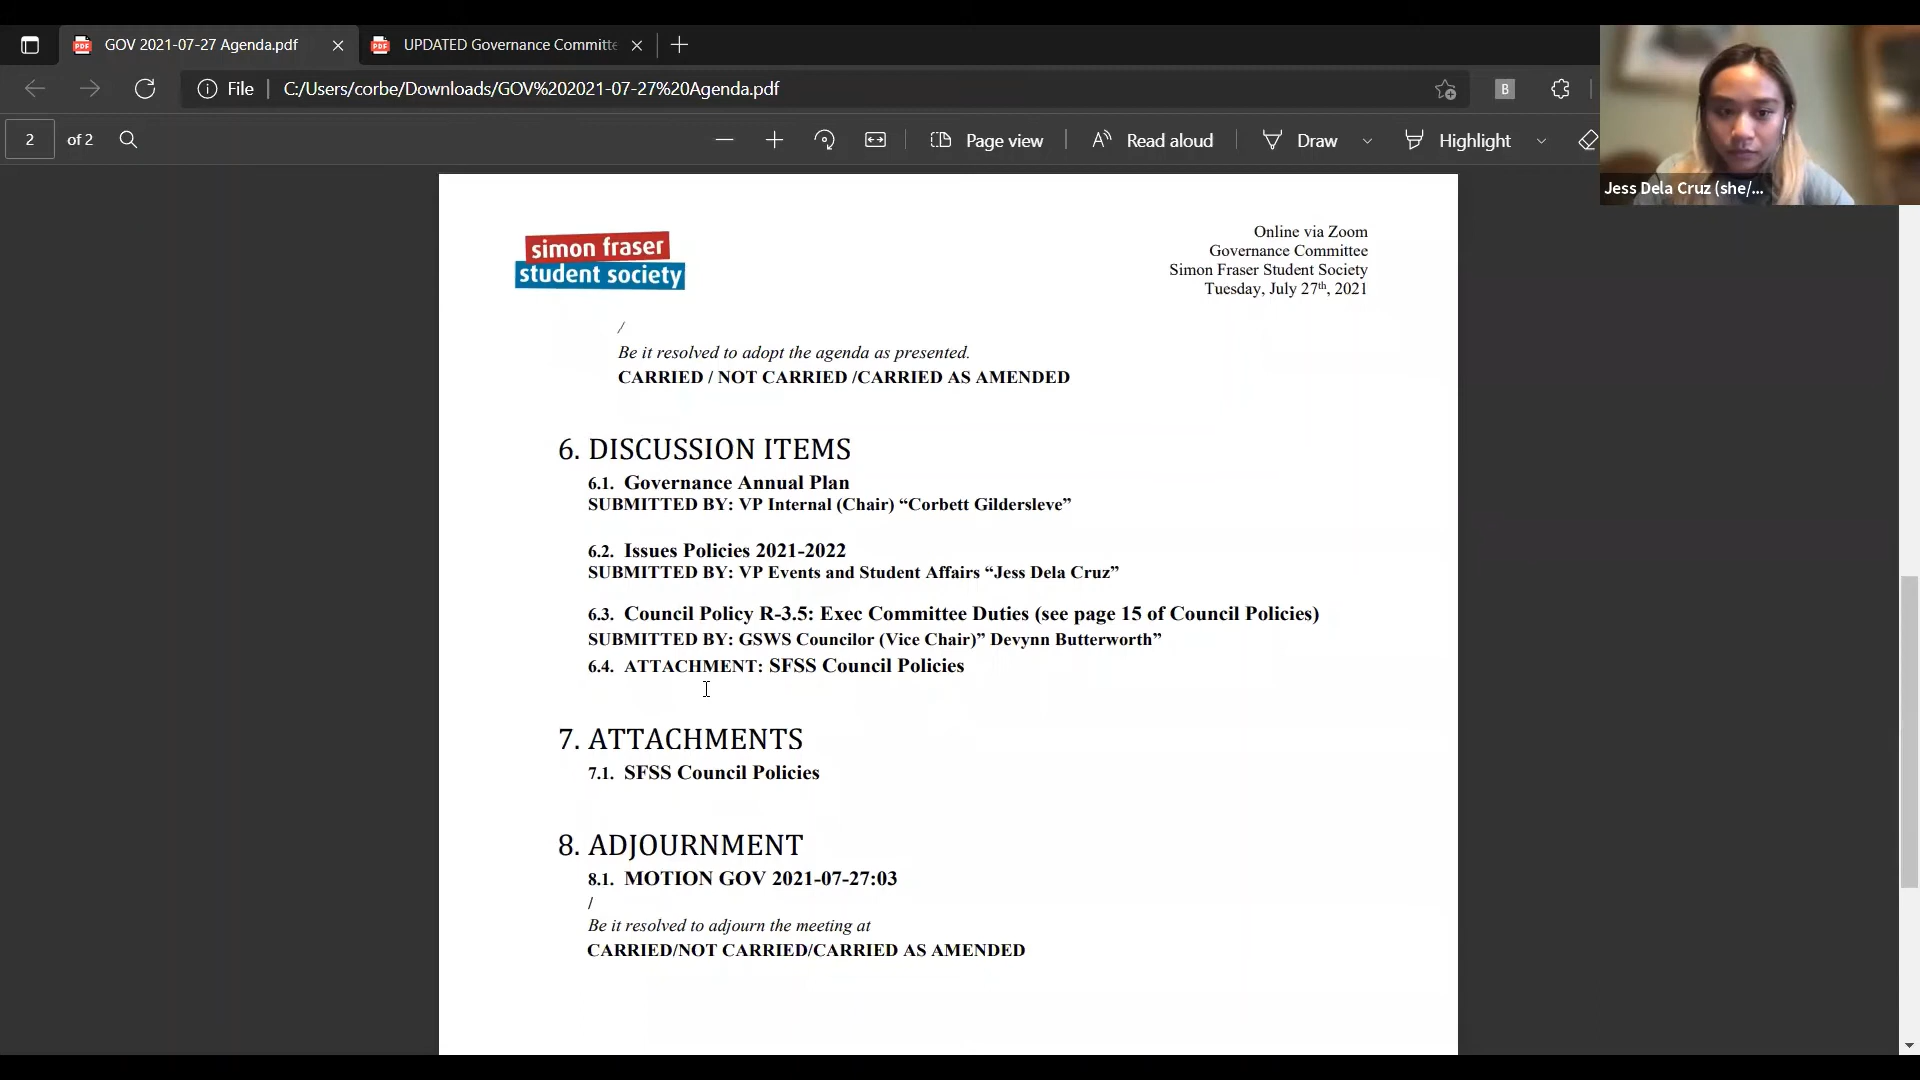 GOV 2021-07-27 Agenda.pdf
UPDATED Governance Committe
File
C:/Users/corbe/Downloads/GOV%202021-07-27%20Agenda.pdf
B
2 of 2
Page view
Read aloud
Draw
Highlight
Jess Dela Cruz (she/...
simon fraser
student society
Online via Zoom
Governance Committee
Simon Fraser Student Society
Tuesday, July 27th, 2021
/
Be it resolved to adopt the agenda as presented.
CARRIED / NOT CARRIED /CARRIED AS AMENDED
6. DISCUSSION ITEMS
6.1. Governance Annual Plan
SUBMITTED BY: VP Internal (Chair) “Corbett Gildersleve”
6.2. Issues Policies 2021-2022
SUBMITTED BY: VP Events and Student Affairs “Jess Dela Cruz”
6.3. Council Policy R-3.5: Exec Committee Duties (see page 15 of Council Policies)
SUBMITTED BY: GSWS Councilor (Vice Chair)” Devynn Butterworth”
6.4. ATTACHMENT: SFSS Council Policies
7. ATTACHMENTS
7.1. SFSS Council Policies
8. ADJOURNMENT
8.1. MOTION GOV 2021-07-27:03
/
Be it resolved to adjourn the meeting at
CARRIED/NOT CARRIED/CARRIED AS AMENDED